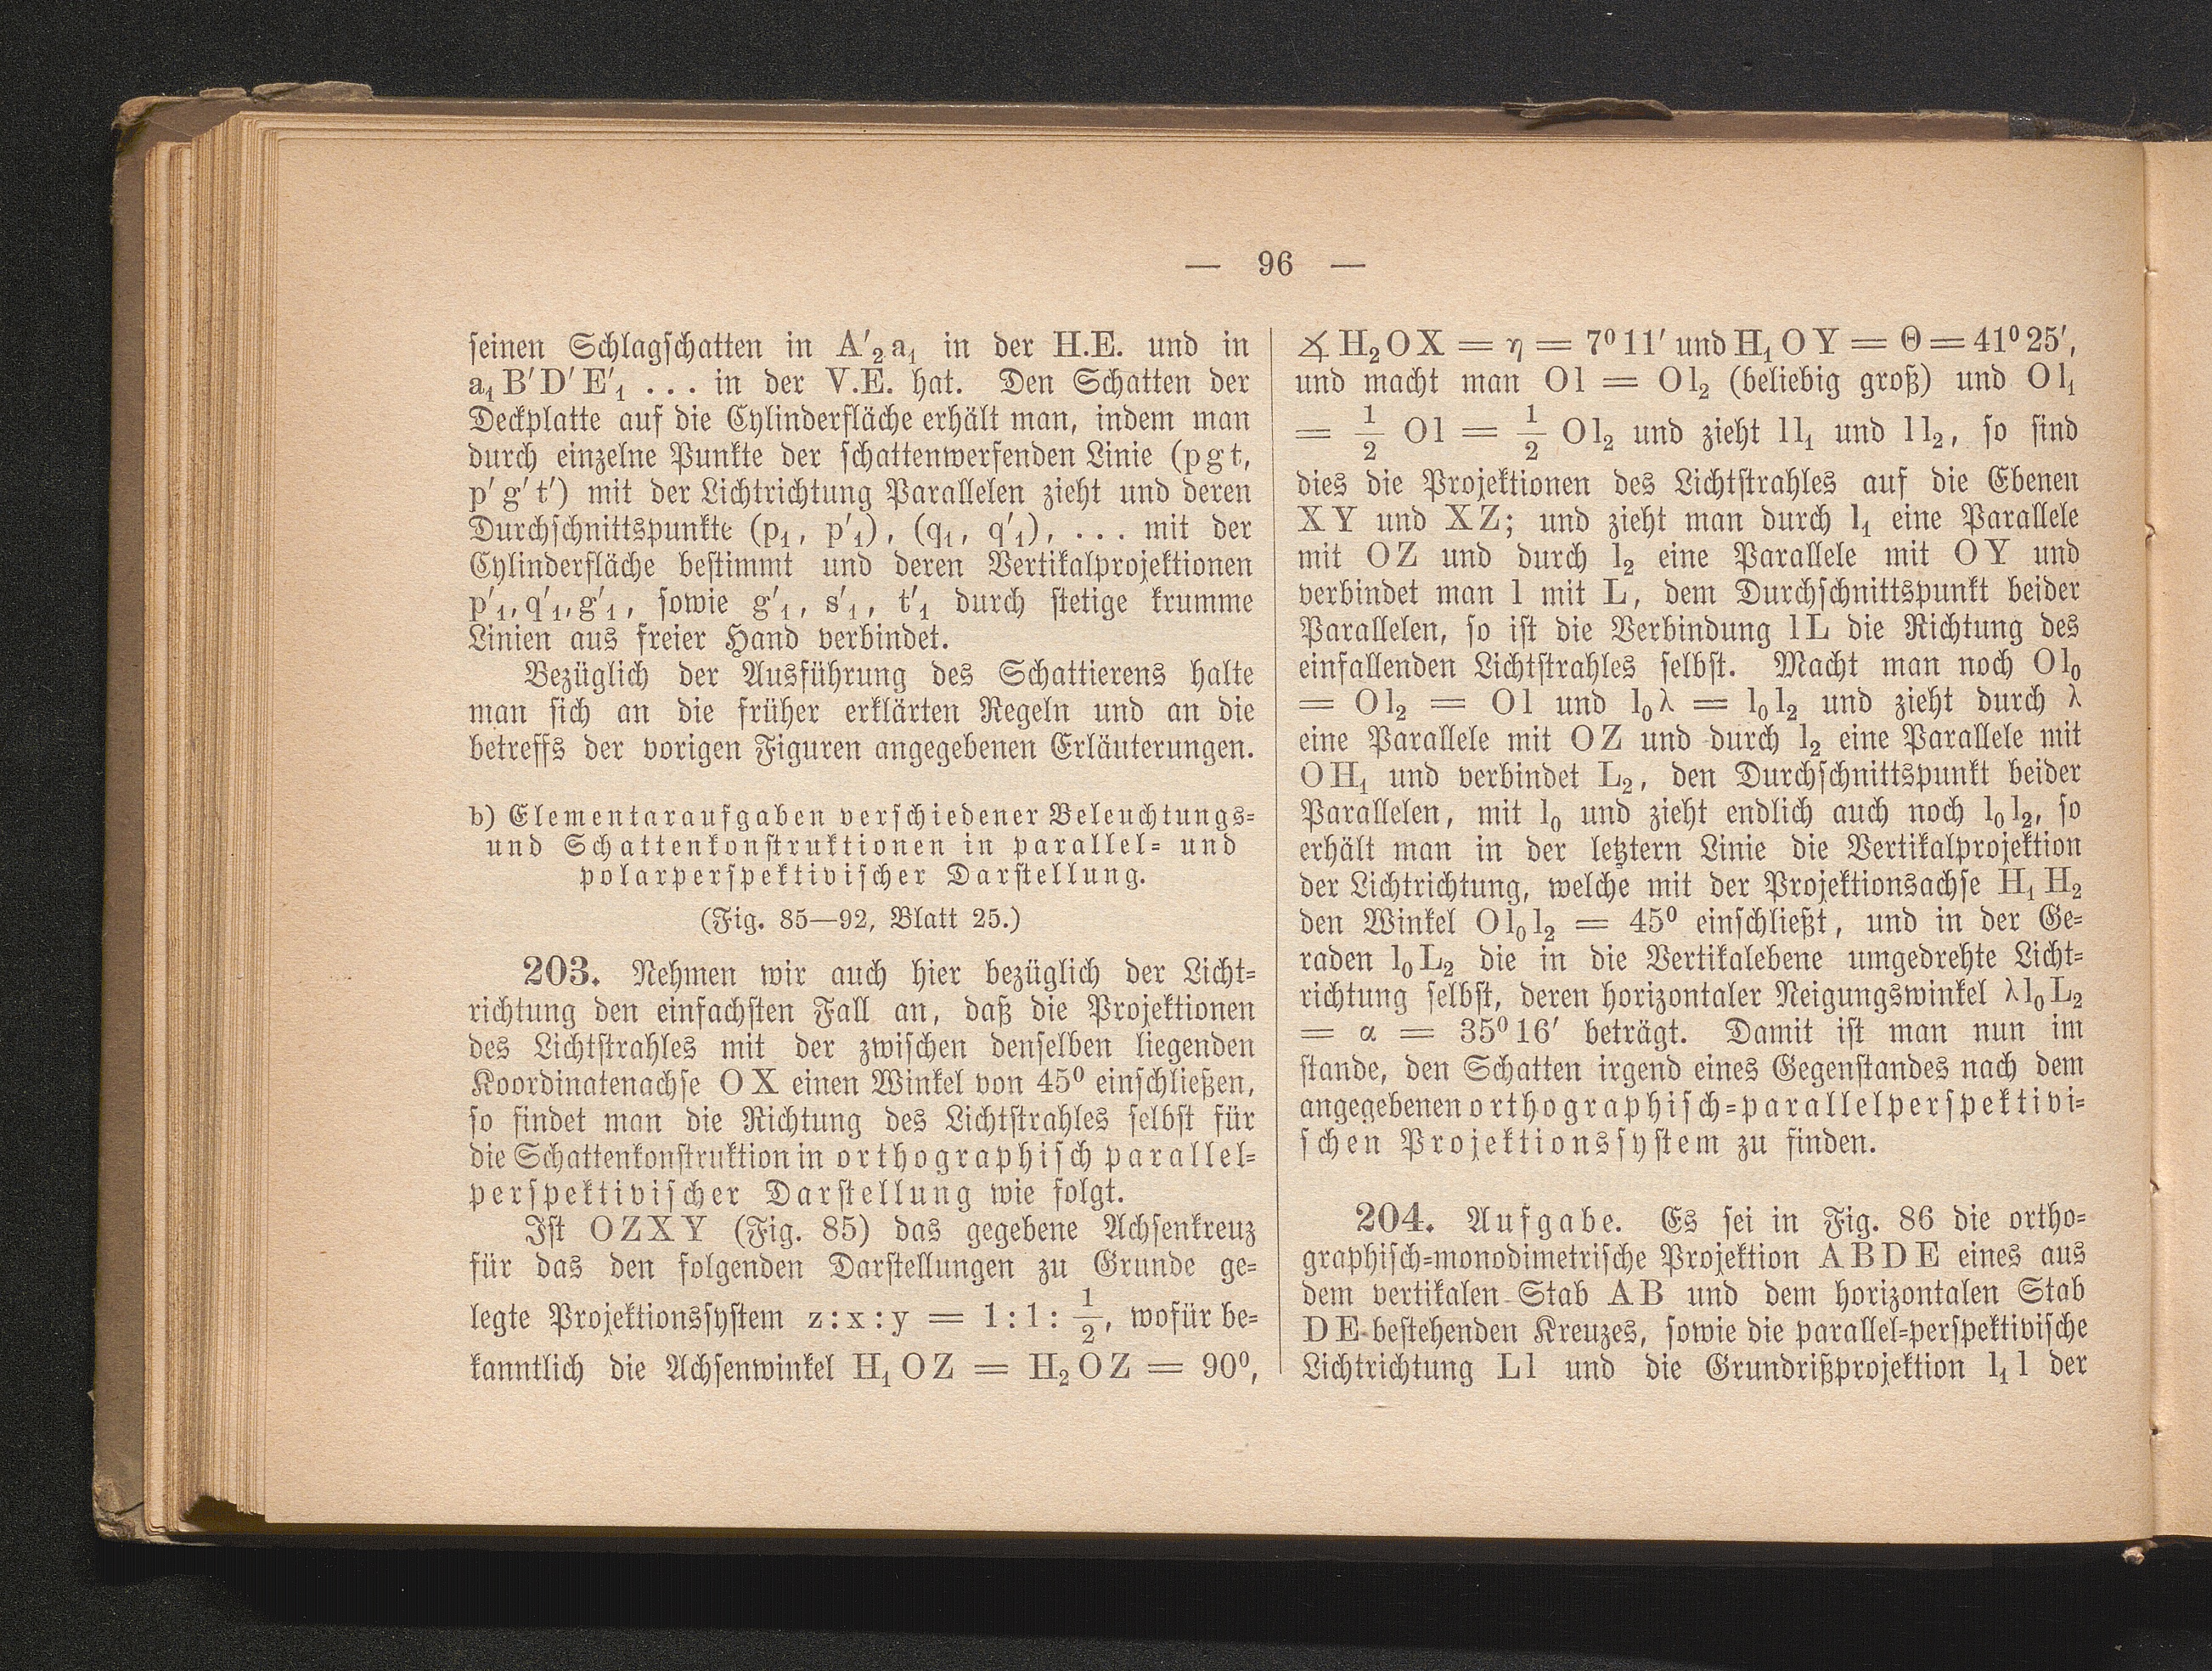 — 96 —
seinen Schlagschatten in A′₂a₁ in der H.E. und in
a₁B′D′E′₁ ... in der V.E. hat. Den Schatten der
Deckplatte auf die Cylinderfläche erhält man, indem man
durch einzelne Punkte der schattenwerfenden Linie (pgt,
p′g′t′) mit der Lichtrichtung Parallelen zieht und deren
Durchschnittspunkte (p₁, p′₁), (q₁, q′₁), ... mit der
Cylinderfläche bestimmt und deren Vertikalprojektionen
p′₁, q′₁, g′₁, sowie g′₁, s′₁, t′₁ durch stetige krumme
Linien aus freier Hand verbindet.
Bezüglich der Ausführung des Schattierens halte
man sich an die früher erklärten Regeln und an die
betreffs der vorigen Figuren angegebenen Erläuterungen.
b) Elementaraufgaben verschiedener Beleuchtungs-
und Schattenkonstruktionen in parallel- und
polarperspektivischer Darstellung.
(Fig. 85—92, Blatt 25.)
203. Nehmen wir auch hier bezüglich der Licht-
richtung den einfachsten Fall an, daß die Projektionen
des Lichtstrahles mit der zwischen denselben liegenden
Koordinatenachse OX einen Winkel von 45⁰ einschließen,
so findet man die Richtung des Lichtstrahles selbst für
die Schattenkonstruktion in orthographisch parallel-
perspektivischer Darstellung wie folgt.
Ist OZXY (Fig. 85) das gegebene Achsenkreuz
für das den folgenden Darstellungen zu Grunde ge-
legte Projektionssystem z:x:y = 1:1:1/2, wofür be-
kanntlich die Achsenwinkel H₁OZ = H₂OZ = 90⁰,
∡ H₂OX = η = 7⁰11′ und H₁OY = Θ = 41⁰25′,
und macht man Ol = Ol₂ (beliebig groß) und Ol₁
= 1/2 Ol = 1/2 Ol₂ und zieht ll₁ und ll₂, so sind
dies die Projektionen des Lichtstrahles auf die Ebenen
XY und XZ; und zieht man durch l₁ eine Parallele
mit OZ und durch l₂ eine Parallele mit OY und
verbindet man l mit L, dem Durchschnittspunkt beider
Parallelen, so ist die Verbindung lL die Richtung des
einfallenden Lichtstrahles selbst. Macht man noch Ol₀
= Ol₂ = Ol und l₀λ = l₀l₂ und zieht durch λ
eine Parallele mit OZ und durch l₂ eine Parallele mit
OH₁ und verbindet L₂, den Durchschnittspunkt beider
Parallelen, mit l₀ und zieht endlich auch noch l₀l₂, so
erhält man in der letztern Linie die Vertikalprojektion
der Lichtrichtung, welche mit der Projektionsachse H₁H₂
den Winkel Ol₀l₂ = 45⁰ einschließt, und in der Ge-
raden l₀L₂ die in die Vertikalebene umgedrehte Licht-
richtung selbst, deren horizontaler Neigungswinkel λl₀L₂
= α = 35⁰16′ beträgt. Damit ist man nun im
stande, den Schatten irgend eines Gegenstandes nach dem
angegebenen orthographisch-parallelperspektivi-
schen Projektionssystem zu finden.
204. Aufgabe. Es sei in Fig. 86 die ortho-
graphisch-monodimetrische Projektion ABDE eines aus
dem vertikalen Stab AB und dem horizontalen Stab
DE bestehenden Kreuzes, sowie die parallel-perspektivische
Lichtrichtung Ll und die Grundrißprojektion l₁l der